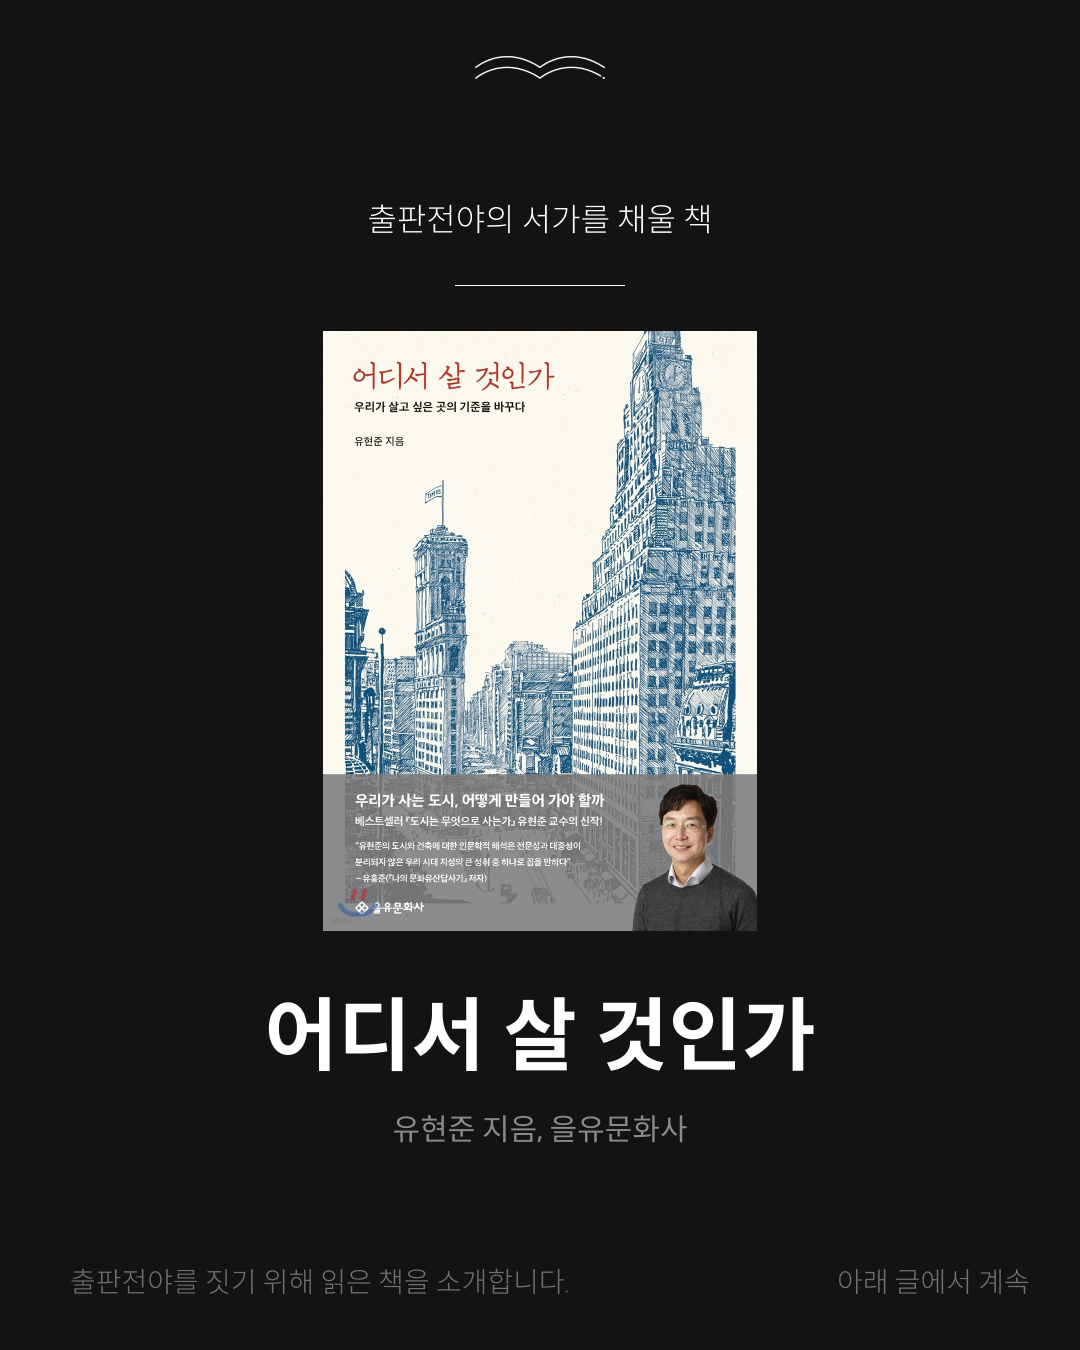 출판전야의 서가를 채울 책
어디서 살 것인가
우리가 살고 싶은 곳의 기준을 바꾸다
유현준 지음
TIMES
우리가 사는 도시, 어떻게 만들어 가야 할까
베스트셀러 『도시는 무엇으로 사는가』 유현준 교수의 신작!
“유현준의 도시와 건축에 대한 인문학적 해석은 전문성과 대중성이
분리되지 않은 우리 시대 지성의 큰 성취 중 하나로 꼽을 만하다”
– 유홍준(『나의 문화유산답사기』 저자)
을유문화사
YES24
어디서 살 것인가
유현준 지음, 을유문화사
출판전야를 짓기 위해 읽은 책을 소개합니다.
아래 글에서 계속